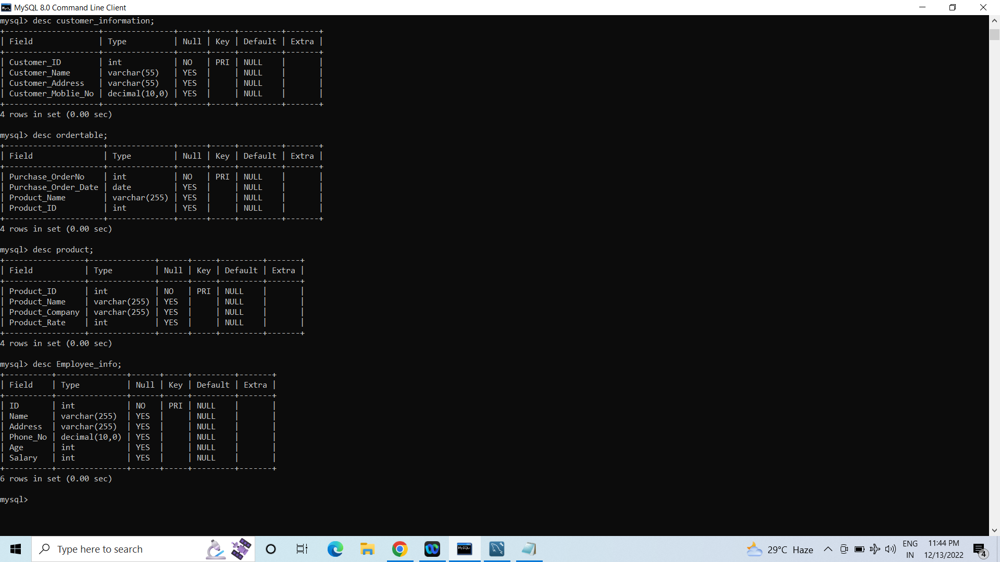 MySQL 8.0 Command Line Client
mysql> desc customer_information;
+--------------------+---------------+------+-----+---------+-------+
| Field              | Type          | Null | Key | Default | Extra |
+--------------------+---------------+------+-----+---------+-------+
| Customer_ID        | int           | NO   | PRI | NULL    |       |
| Customer_Name      | varchar(55)   | YES  |     | NULL    |       |
| Customer_Address   | varchar(55)   | YES  |     | NULL    |       |
| Customer_Moblie_No | decimal(10,0) | YES  |     | NULL    |       |
+--------------------+---------------+------+-----+---------+-------+
4 rows in set (0.00 sec)
mysql> desc ordertable;
+---------------------+--------------+------+-----+---------+-------+
| Field               | Type         | Null | Key | Default | Extra |
+---------------------+--------------+------+-----+---------+-------+
| Purchase_OrderNo    | int          | NO   | PRI | NULL    |       |
| Purchase_Order_Date | date         | YES  |     | NULL    |       |
| Product_Name        | varchar(255) | YES  |     | NULL    |       |
| Product_ID          | int          | YES  |     | NULL    |       |
+---------------------+--------------+------+-----+---------+-------+
4 rows in set (0.00 sec)
mysql> desc product;
+-----------------+--------------+------+-----+---------+-------+
| Field           | Type         | Null | Key | Default | Extra |
+-----------------+--------------+------+-----+---------+-------+
| Product_ID      | int          | NO   | PRI | NULL    |       |
| Product_Name    | varchar(255) | YES  |     | NULL    |       |
| Product_Company | varchar(255) | YES  |     | NULL    |       |
| Product_Rate    | int          | YES  |     | NULL    |       |
+-----------------+--------------+------+-----+---------+-------+
4 rows in set (0.00 sec)
mysql> desc Employee_info;
+----------+---------------+------+-----+---------+-------+
| Field    | Type          | Null | Key | Default | Extra |
+----------+---------------+------+-----+---------+-------+
| ID       | int           | NO   | PRI | NULL    |       |
| Name     | varchar(255)  | YES  |     | NULL    |       |
| Address  | varchar(255)  | YES  |     | NULL    |       |
| Phone_No | decimal(10,0) | YES  |     | NULL    |       |
| Age      | int           | YES  |     | NULL    |       |
| Salary   | int           | YES  |     | NULL    |       |
+----------+---------------+------+-----+---------+-------+
6 rows in set (0.00 sec)
mysql>
Type here to search
29°C Haze
ENG
IN
11:44 PM
12/13/2022
4